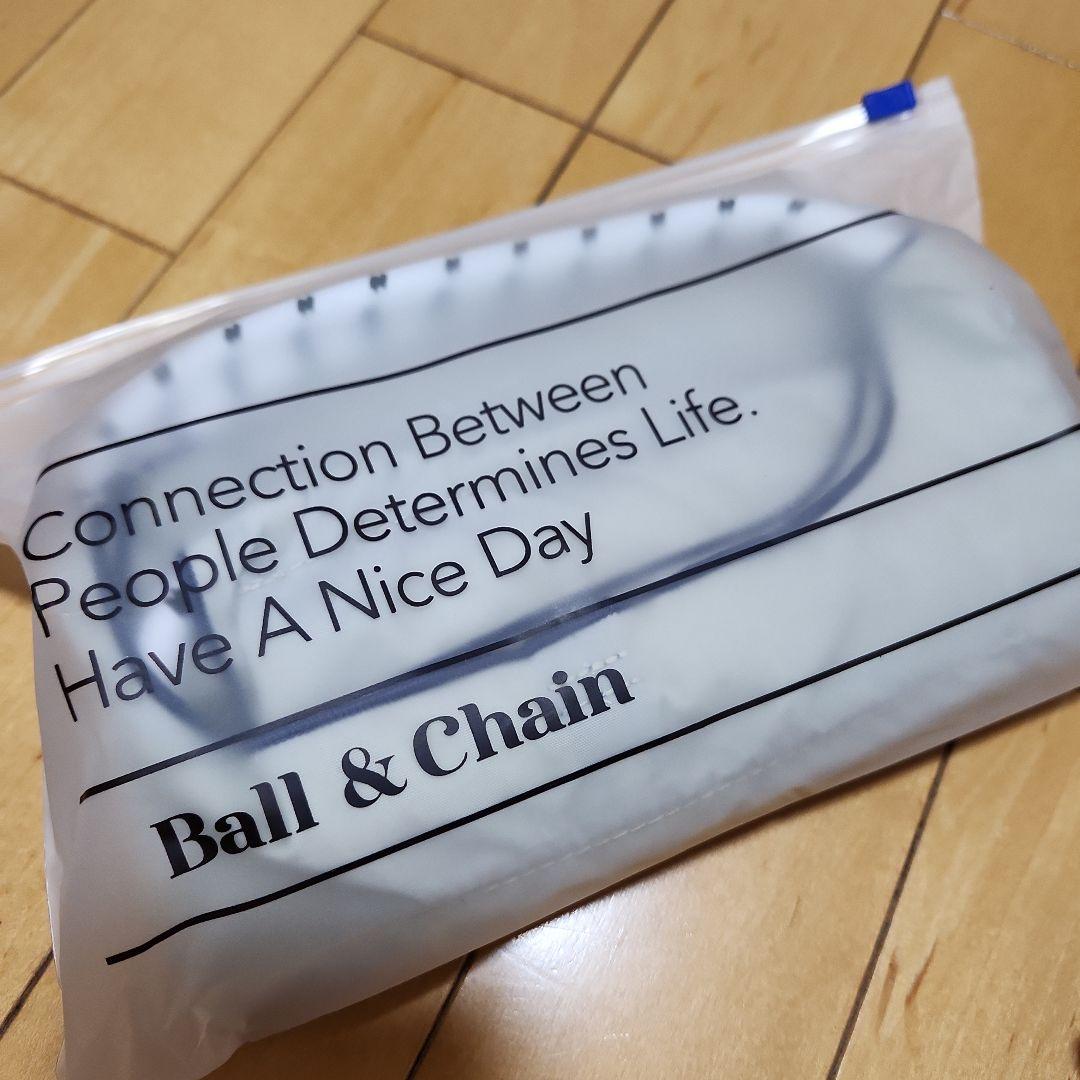 Connection Between
People Determines Life.
Have A Nice Day
Ball & Chain